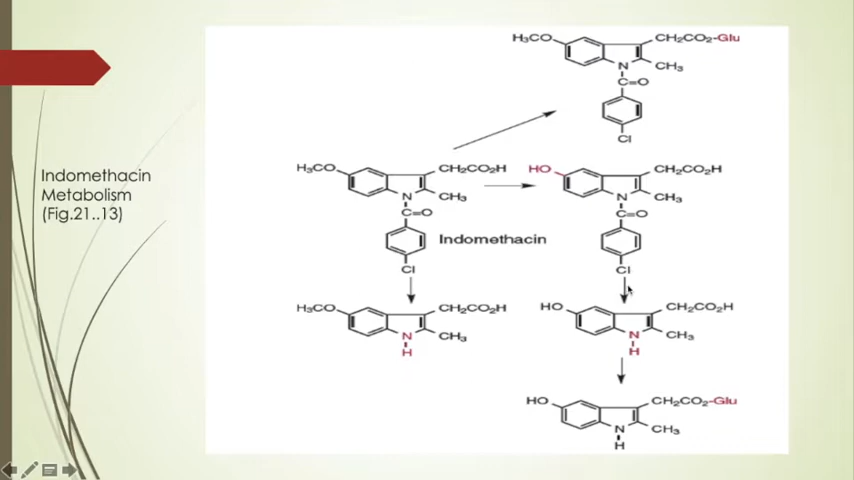 Indomethacin
Metabolism
(Fig.21..13)
H₃CO
CH₂CO₂-Glu
N
CH₃
C=O
Cl
H₃CO
CH₂CO₂H
N
CH₃
C=O
Cl
Indomethacin
HO
CH₂CO₂H
N
CH₃
C=O
Cl
H₃CO
CH₂CO₂H
N
CH₃
H
HO
CH₂CO₂H
N
CH₃
H
HO
CH₂CO₂-Glu
N
CH₃
H